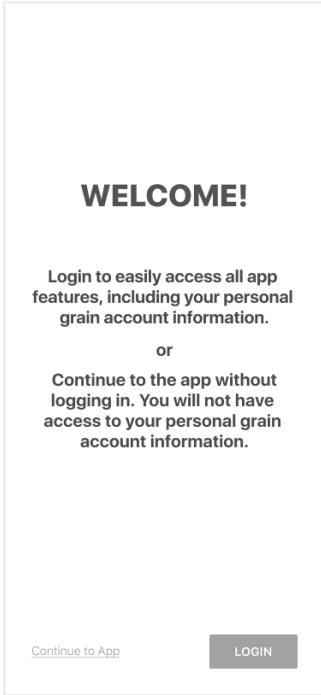 WELCOME!
Login to easily access all app
features, including your personal
grain account information.
or
Continue to the app without
logging in. You will not have
access to your personal grain
account information.
Continue to App
LOGIN